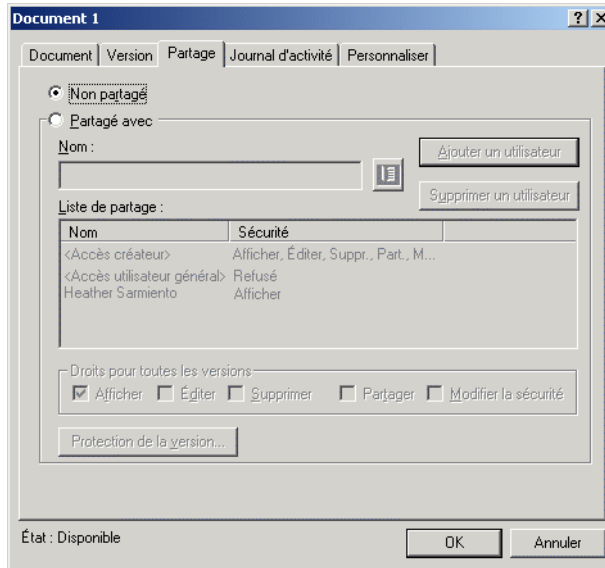 Document 1
Document Version Partage Journal d'activité Personnaliser
Non partagé
Partagé avec
Nom :
Ajouter un utilisateur
Supprimer un utilisateur
Liste de partage :
Nom Sécurité
<Accès créateur> Afficher, Éditer, Suppr., Part., M...
<Accès utilisateur général> Refusé
Heather Sarmiento Afficher
Droits pour toutes les versions
Afficher Éditer Supprimer Partager Modifier la sécurité
Protection de la version...
État : Disponible
OK Annuler